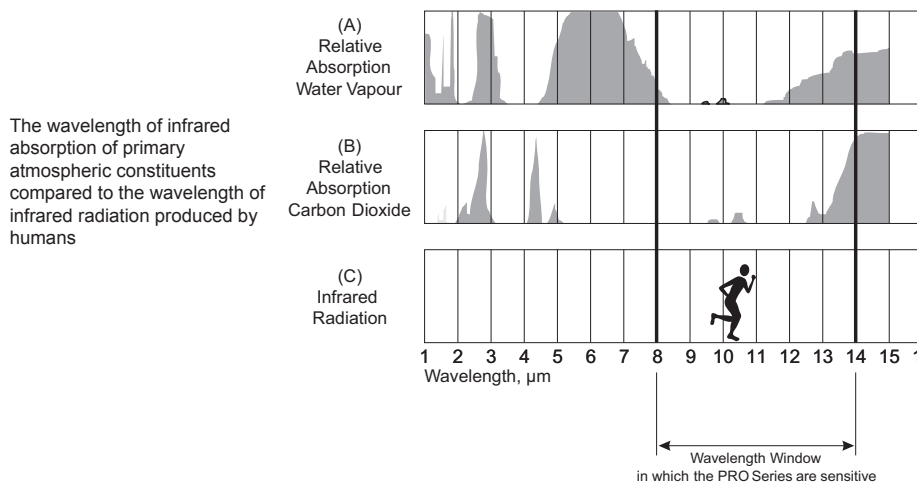 The wavelength of infrared
absorption of primary
atmospheric constituents
compared to the wavelength of
infrared radiation produced by
humans
(A)
Relative
Absorption
Water Vapour
(B)
Relative
Absorption
Carbon Dioxide
(C)
Infrared
Radiation
1 2 3 4 5 6 7 8 9 10 11 12 13 14 15
Wavelength, μm
Wavelength Window
in which the PRO Series are sensitive